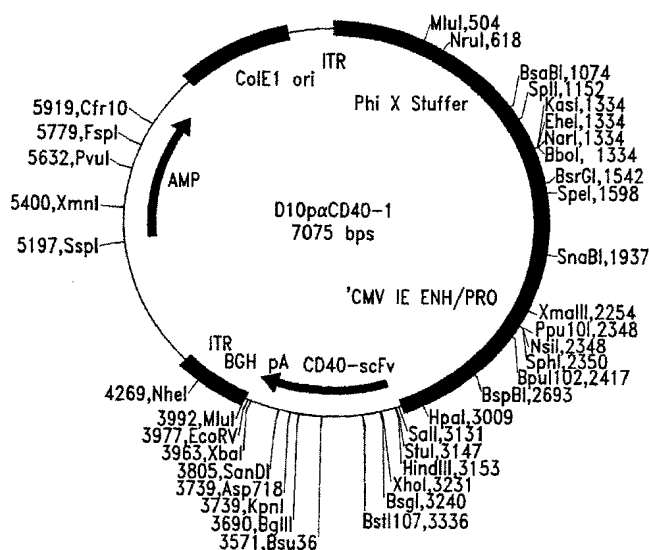 MluI,504
NruI,618
ITR
ColE1 ori
BsaBI,1074
SplI,1152
Phi X Stuffer
KasI,1334
EheI,1334
NarI,1334
BboI, 1334
5919,Cfr10
5779,FspI
5632,PvuI
BsrGI,1542
SpeI,1598
AMP
5400,XmnI
D10pαCD40-1
7075 bps
5197,SspI
SnaBI,1937
'CMV IE ENH/PRO
XmaIII,2254
Ppu10I,2348
NsiI,2348
SphI,2350
Bpu1102,2417
BspBI,2693
ITR
BGH pA
CD40-scFv
4269,NheI
HpaI,3009
3992,MluI
SalI,3131
3977,EcoRV
StuI,3147
3963,XbaI
HindIII,3153
3805,SanDI
XhoI,3231
3739,Asp718
BsgI,3240
3739,KpnI
3690,BglII
Bst1107,3336
3571,Bsu36